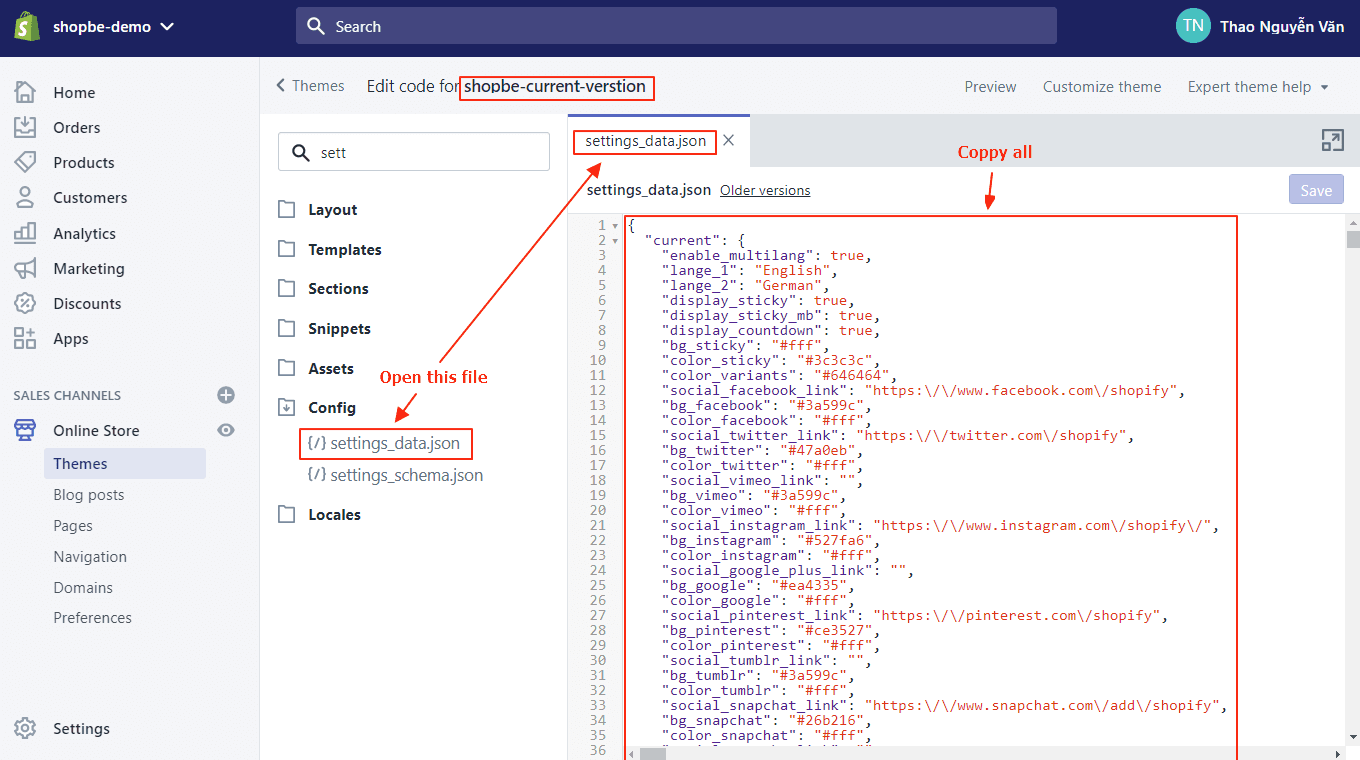 shopbe-demo
Search
TN
Thao Nguyễn Văn
Home
Orders
Products
Customers
Analytics
Marketing
Discounts
Apps
SALES CHANNELS
Online Store
Themes
Blog posts
Pages
Navigation
Domains
Preferences
Settings
Themes
Edit code for shopbe-current-verstion
Preview
Customize theme
Expert theme help
sett
Layout
Templates
Sections
Snippets
Assets
Open this file
Config
{/} settings_data.json
{/} settings_schema.json
Locales
settings_data.json
Coppy all
settings_data.json Older versions
Save
1 {
2 "current": {
3 "enable_multilang": true,
4 "lange_1": "English",
5 "lange_2": "German",
6 "display_sticky": true,
7 "display_sticky_mb": true,
8 "display_countdown": true,
9 "bg_sticky": "#fff",
10 "color_sticky": "#3c3c3c",
11 "color_variants": "#646464",
12 "social_facebook_link": "https:\/\/www.facebook.com\/shopify",
13 "bg_facebook": "#3a599c",
14 "color_facebook": "#fff",
15 "social_twitter_link": "https:\/\/twitter.com\/shopify",
16 "bg_twitter": "#47a0eb",
17 "color_twitter": "#fff",
18 "social_vimeo_link": "",
19 "bg_vimeo": "#3a599c",
20 "color_vimeo": "#fff",
21 "social_instagram_link": "https:\/\/www.instagram.com\/shopify\/",
22 "bg_instagram": "#527fa6",
23 "color_instagram": "#fff",
24 "social_google_plus_link": "",
25 "bg_google": "#ea4335",
26 "color_google": "#fff",
27 "social_pinterest_link": "https:\/\/pinterest.com\/shopify",
28 "bg_pinterest": "#ce3527",
29 "color_pinterest": "#fff",
30 "social_tumblr_link": "",
31 "bg_tumblr": "#3a599c",
32 "color_tumblr": "#fff",
33 "social_snapchat_link": "https:\/\/www.snapchat.com\/add\/shopify",
34 "bg_snapchat": "#26b216",
35 "color_snapchat": "#fff",
36